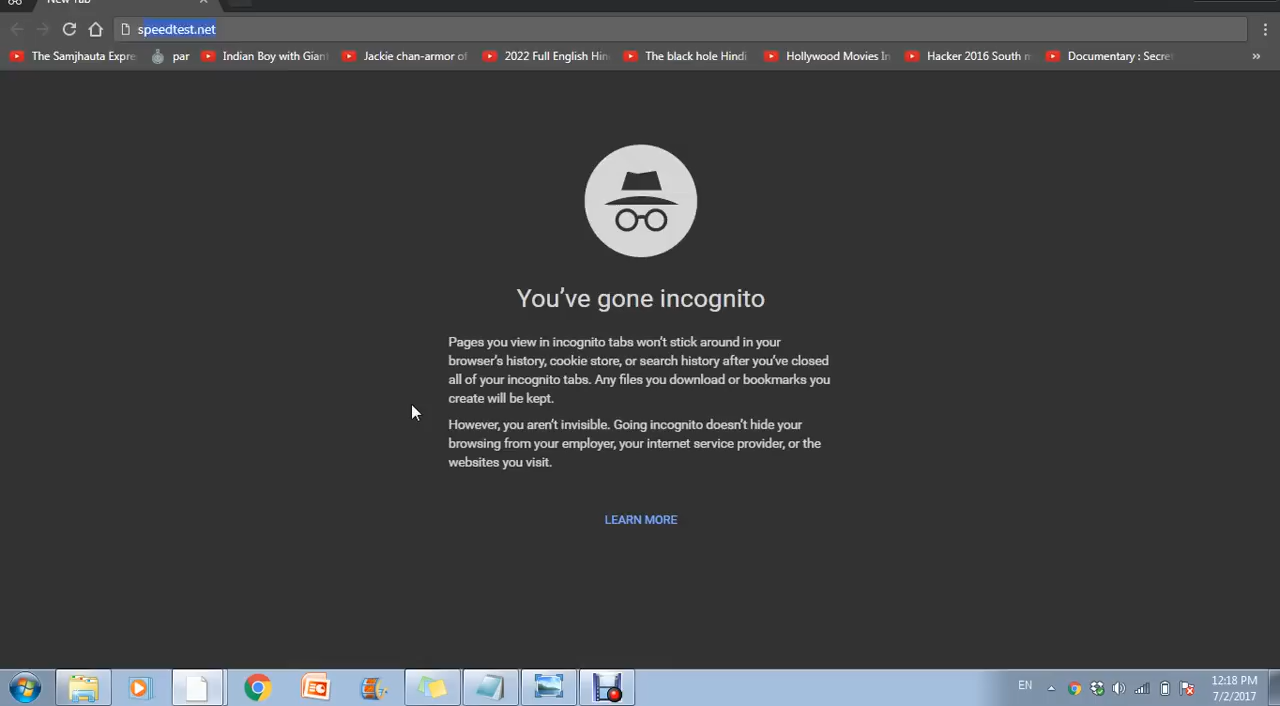 New Tab
speedtest.net
The Samjhauta Expre
par
Indian Boy with Giant
Jackie chan-armor of
2022 Full English Hin
The black hole Hindi
Hollywood Movies In
Hacker 2016 South m
Documentary : Secre
»
You've gone incognito
Pages you view in incognito tabs won't stick around in your
browser's history, cookie store, or search history after you've closed
all of your incognito tabs. Any files you download or bookmarks you
create will be kept.
However, you aren't invisible. Going incognito doesn't hide your
browsing from your employer, your internet service provider, or the
websites you visit.
LEARN MORE
EN
12:18 PM
7/2/2017